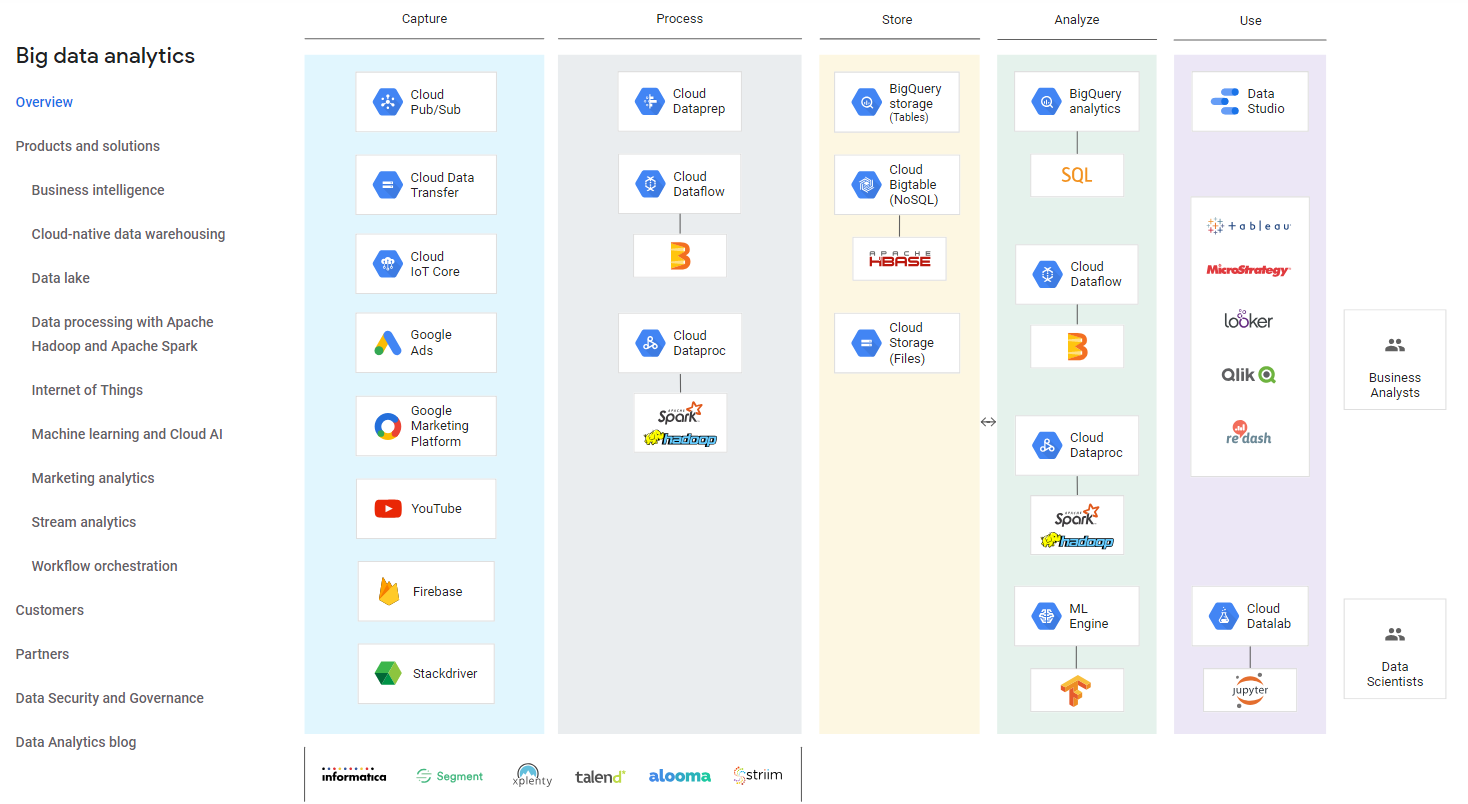 Big data analytics
Overview
Products and solutions
Business intelligence
Cloud-native data warehousing
Data lake
Data processing with Apache
Hadoop and Apache Spark
Internet of Things
Machine learning and Cloud AI
Marketing analytics
Stream analytics
Workflow orchestration
Customers
Partners
Data Security and Governance
Data Analytics blog
Capture
Cloud
Pub/Sub
Cloud Data
Transfer
Cloud
IoT Core
Google
Ads
Google
Marketing
Platform
YouTube
Firebase
Stackdriver
Process
Cloud
Dataprep
Cloud
Dataflow
B
Cloud
Dataproc
APACHE
Spark
hadoop
Store
BigQuery
storage
(Tables)
Cloud
Bigtable
(NoSQL)
APACHE
HBASE
Cloud
Storage
(Files)
Analyze
BigQuery
analytics
SQL
Cloud
Dataflow
B
Cloud
Dataproc
APACHE
Spark
hadoop
ML
Engine
Use
Data
Studio
+ableau
MicroStrategy
looker
Qlik
re:dash
Cloud
Datalab
jupyter
Business
Analysts
Data
Scientists
informatica
Segment
xplenty
talend
alooma
striim